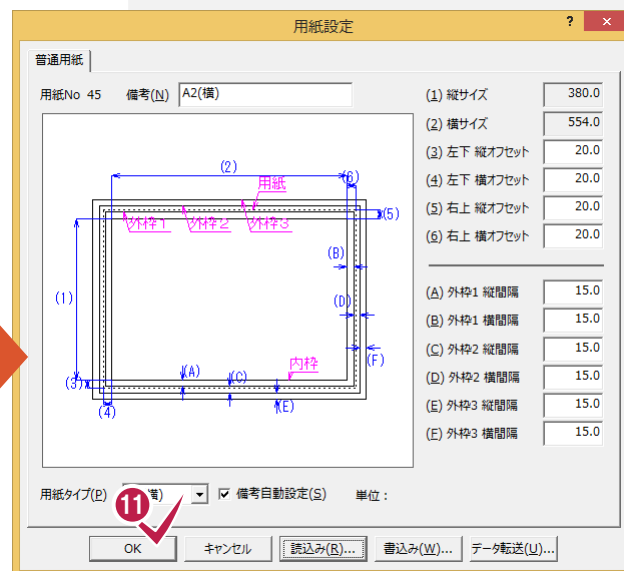 用紙設定
? ×
普通用紙
用紙No 45 備考(N) A2(横)
(1) 縦サイズ 380.0
(2) 横サイズ 554.0
(3) 左下 縦オフセット 20.0
(4) 左下 横オフセット 20.0
(5) 右上 縦オフセット 20.0
(6) 右上 横オフセット 20.0
(A) 外枠1 縦間隔 15.0
(B) 外枠1 横間隔 15.0
(C) 外枠2 縦間隔 15.0
(D) 外枠2 横間隔 15.0
(E) 外枠3 縦間隔 15.0
(F) 外枠3 横間隔 15.0
(2)
(6)
用紙
(5)
外枠1 外枠2 外枠3
(B)
(1)
(D)
(F)
内枠
(3)
(A)
(C)
(4)
(E)
用紙タイプ(P) 横) 備考自動設定(S) 単位:
11
OK キャンセル 読込み(R)... 書込み(W)... データ転送(U)...